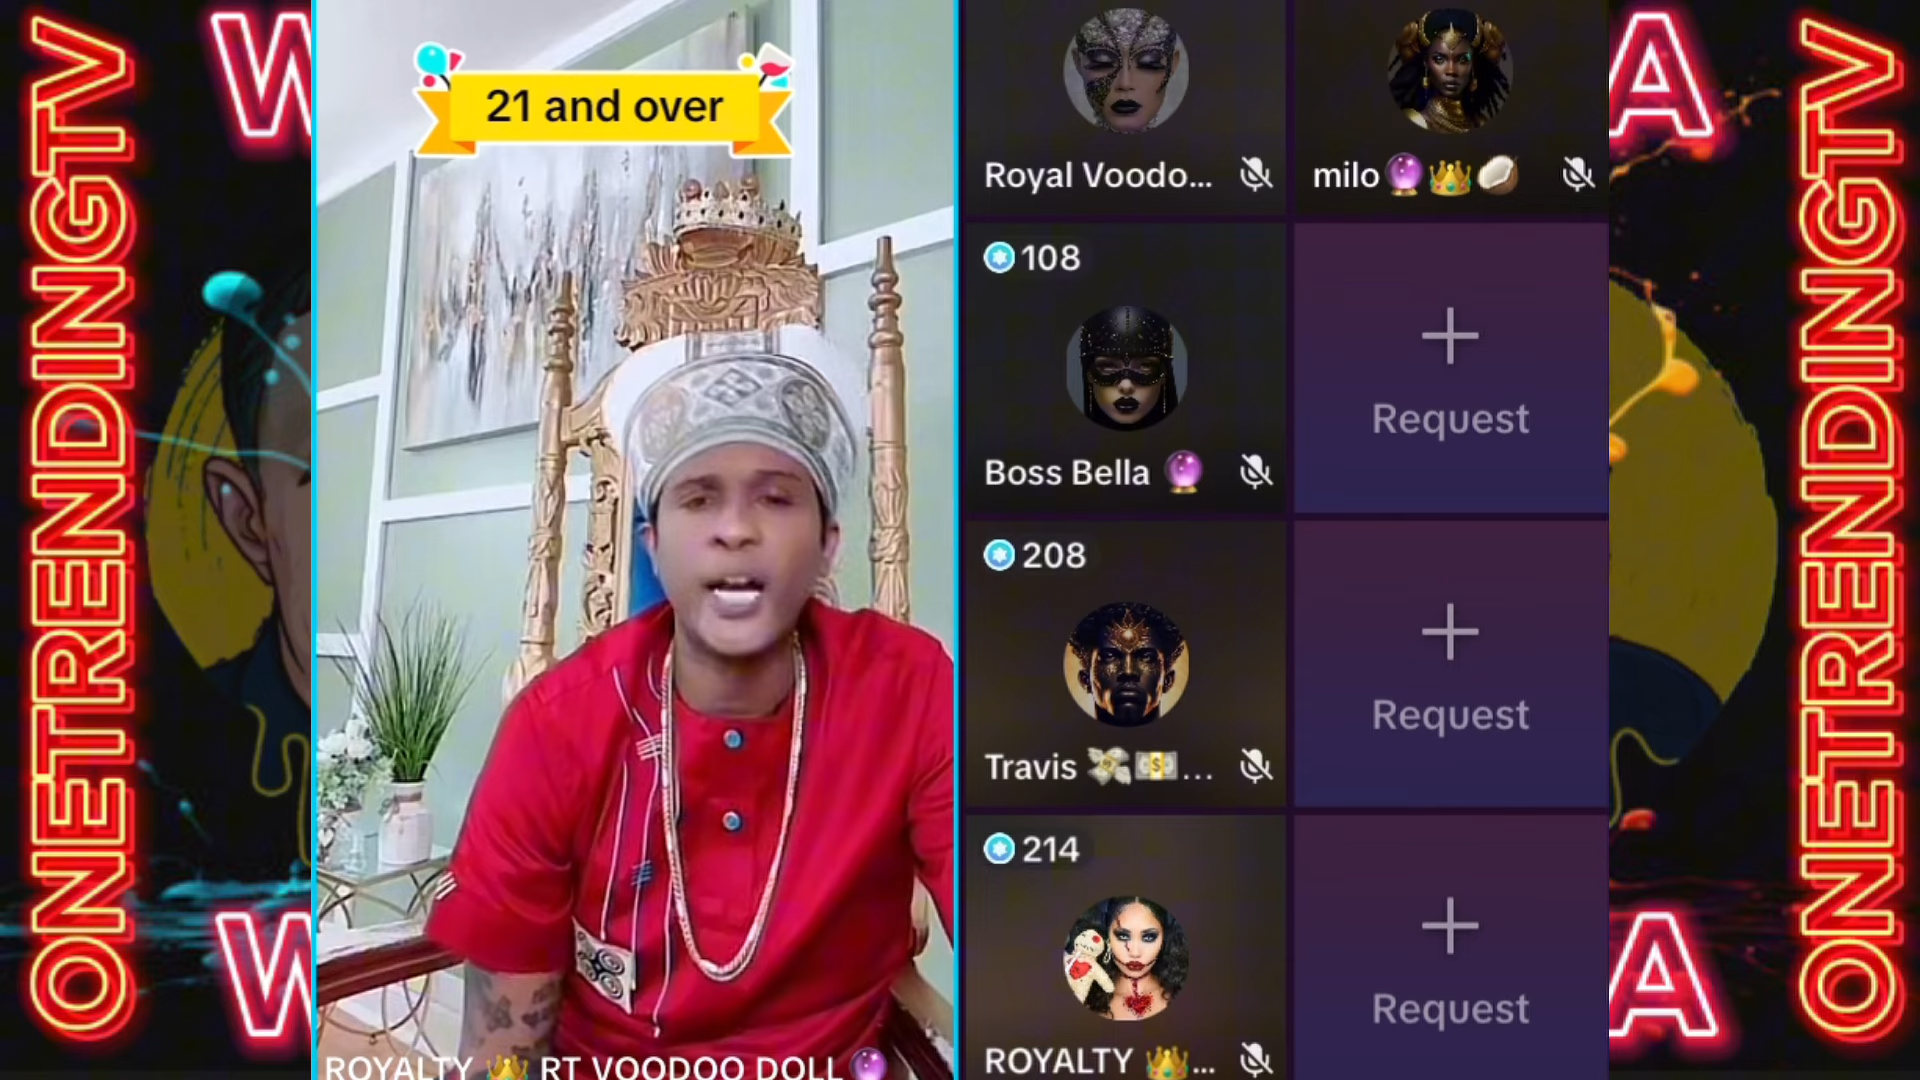 ONETRENDINGTV
W
W
21 and over
ROYALTY 👑 RT VOODOO DOLL 🔮
Royal Voodo...
milo🔮👑🥥
108
Boss Bella 🔮
Request
208
Travis 💸💵...
Request
214
ROYALTY 👑...
Request
A
A
ONETRENDINGTV